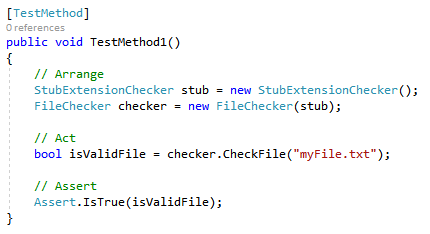 [TestMethod]
0 references
public void TestMethod1()
{
// Arrange
StubExtensionChecker stub = new StubExtensionChecker();
FileChecker checker = new FileChecker(stub);
// Act
bool isValidFile = checker.CheckFile("myFile.txt");
// Assert
Assert.IsTrue(isValidFile);
}